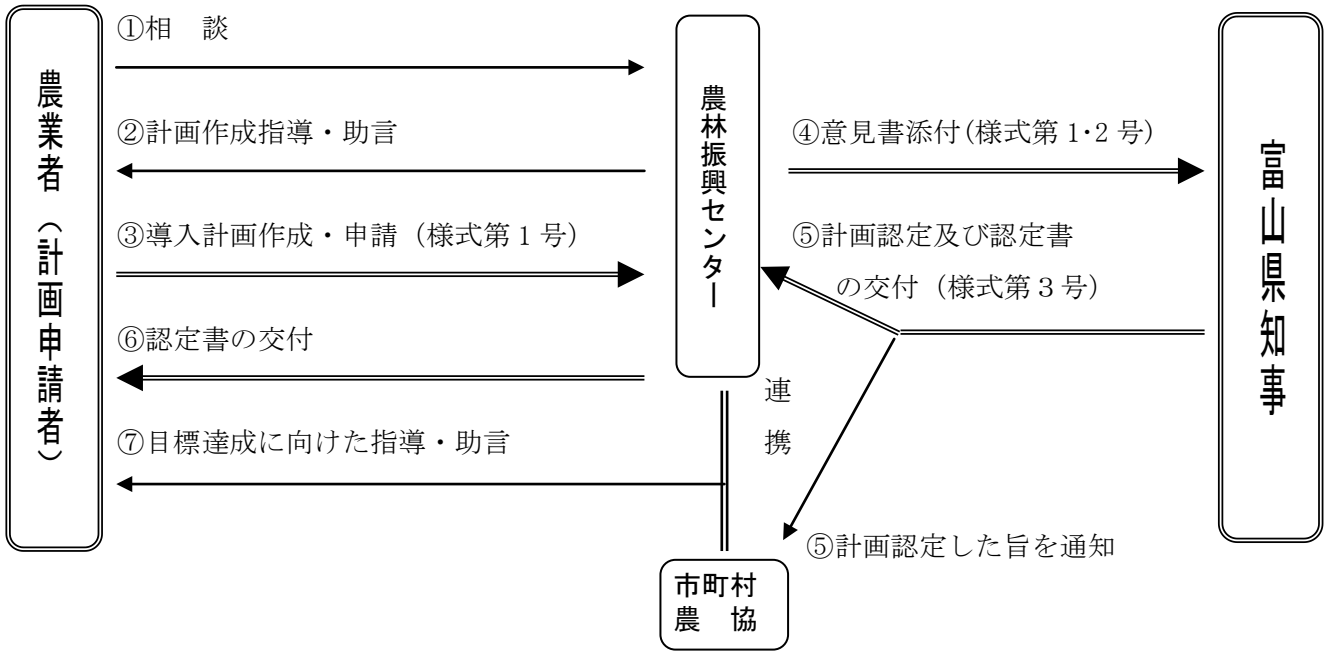 農業者（計画申請者）
①相　談
②計画作成指導・助言
③導入計画作成・申請（様式第１号）
⑥認定書の交付
⑦目標達成に向けた指導・助言
農林振興センター
連
携
市町村
農　協
④意見書添付(様式第 1･2 号)
⑤計画認定及び認定書
の交付（様式第３号）
⑤計画認定した旨を通知
富山県知事